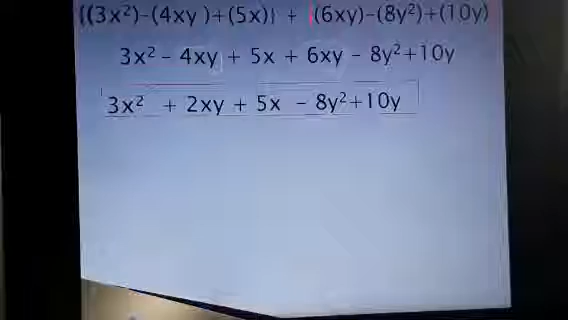 ((3x²)-(4xy )+(5x)) + (6xy)-(8y²)+(10y)
3x² - 4xy + 5x + 6xy - 8y²+10y
3x² + 2xy + 5x - 8y²+10y